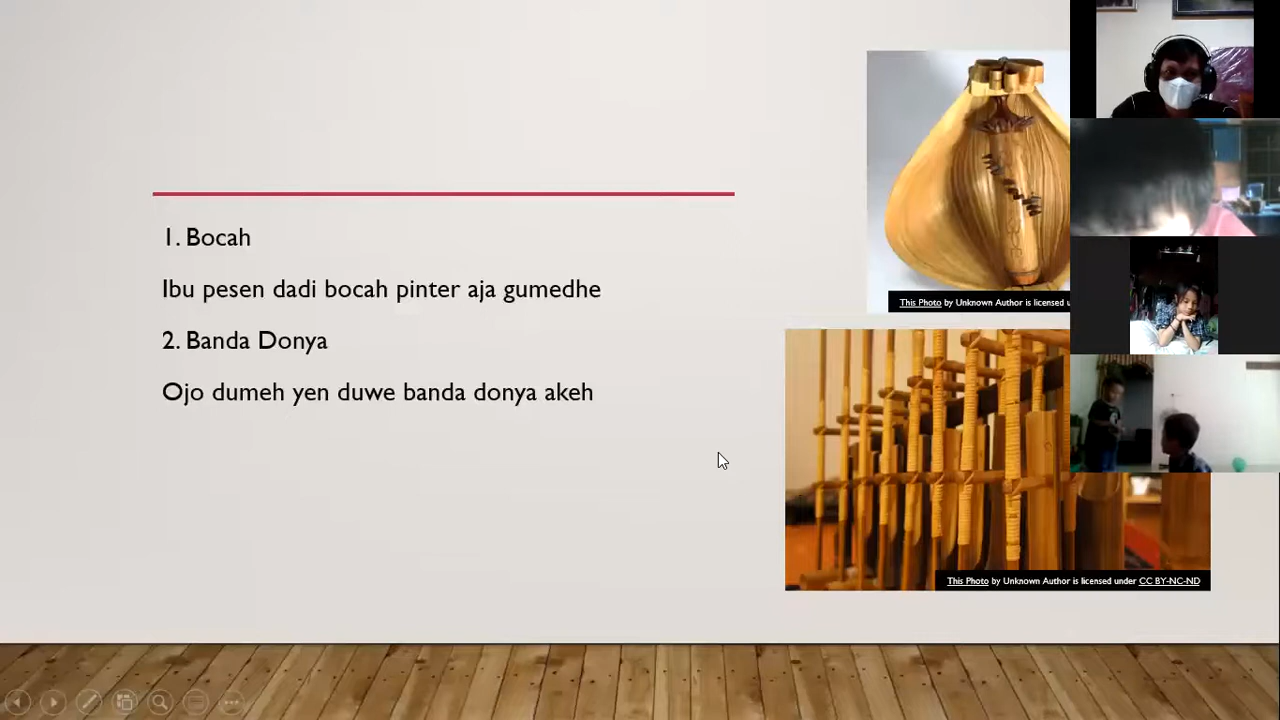 1. Bocah
Ibu pesen dadi bocah pinter aja gumedhe
2. Banda Donya
Ojo dumeh yen duwe banda donya akeh
This Photo by Unknown Author is licensed u
This Photo by Unknown Author is licensed under CC BY-NC-ND